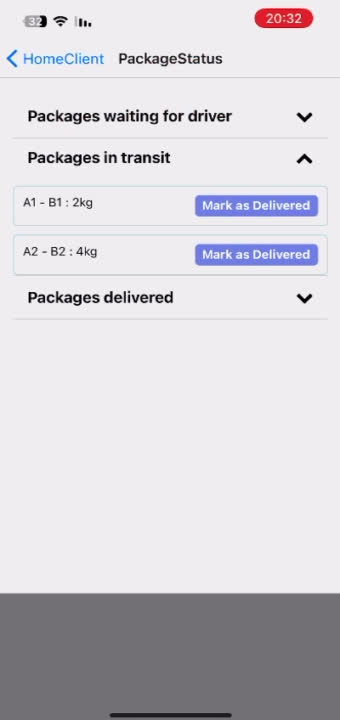 32 20:32
HomeClient PackageStatus
Packages waiting for driver
Packages in transit
A1 - B1 : 2kg Mark as Delivered
A2 - B2 : 4kg Mark as Delivered
Packages delivered